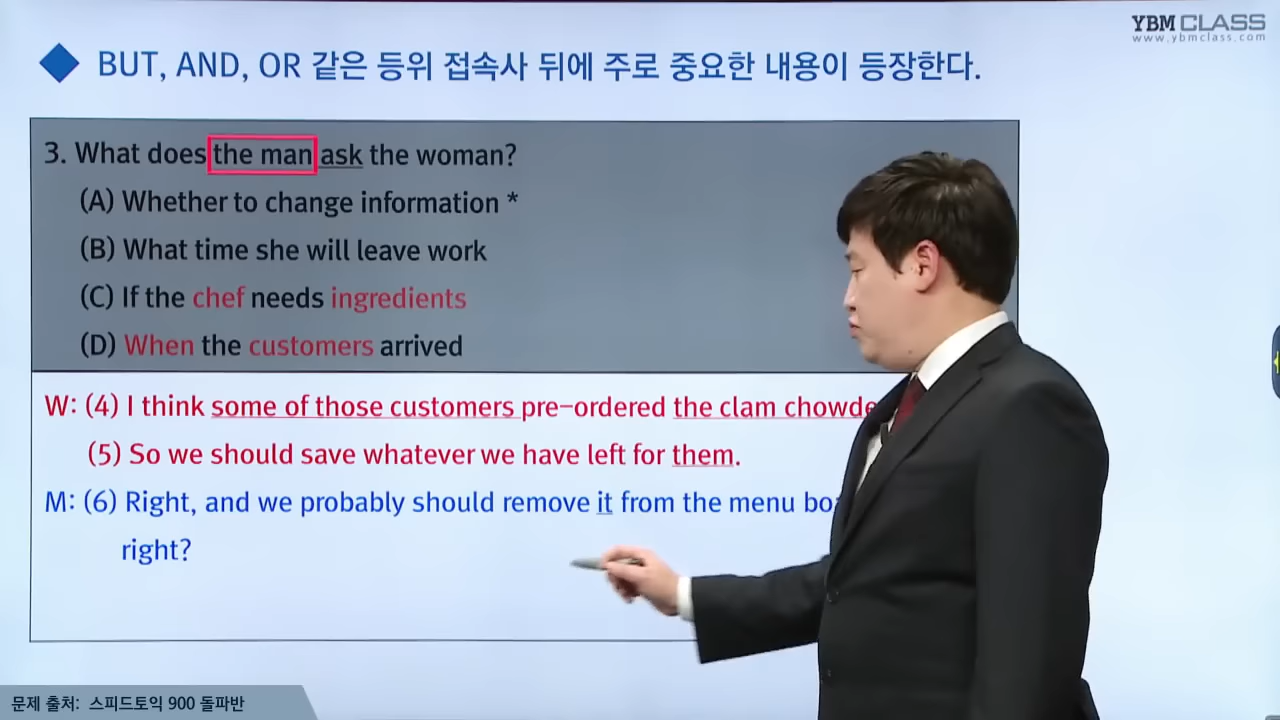 YBM CLASS
www.ybmclass.com
BUT, AND, OR 같은 등위 접속사 뒤에 주로 중요한 내용이 등장한다.
3. What does the man ask the woman?
(A) Whether to change information *
(B) What time she will leave work
(C) If the chef needs ingredients
(D) When the customers arrived
W: (4) I think some of those customers pre-ordered the clam
(5) So we should save whatever we have left for them.
M: (6) Right, and we probably should remove it from the menu
right?
문제 출처: 스피드토익 900 돌파반